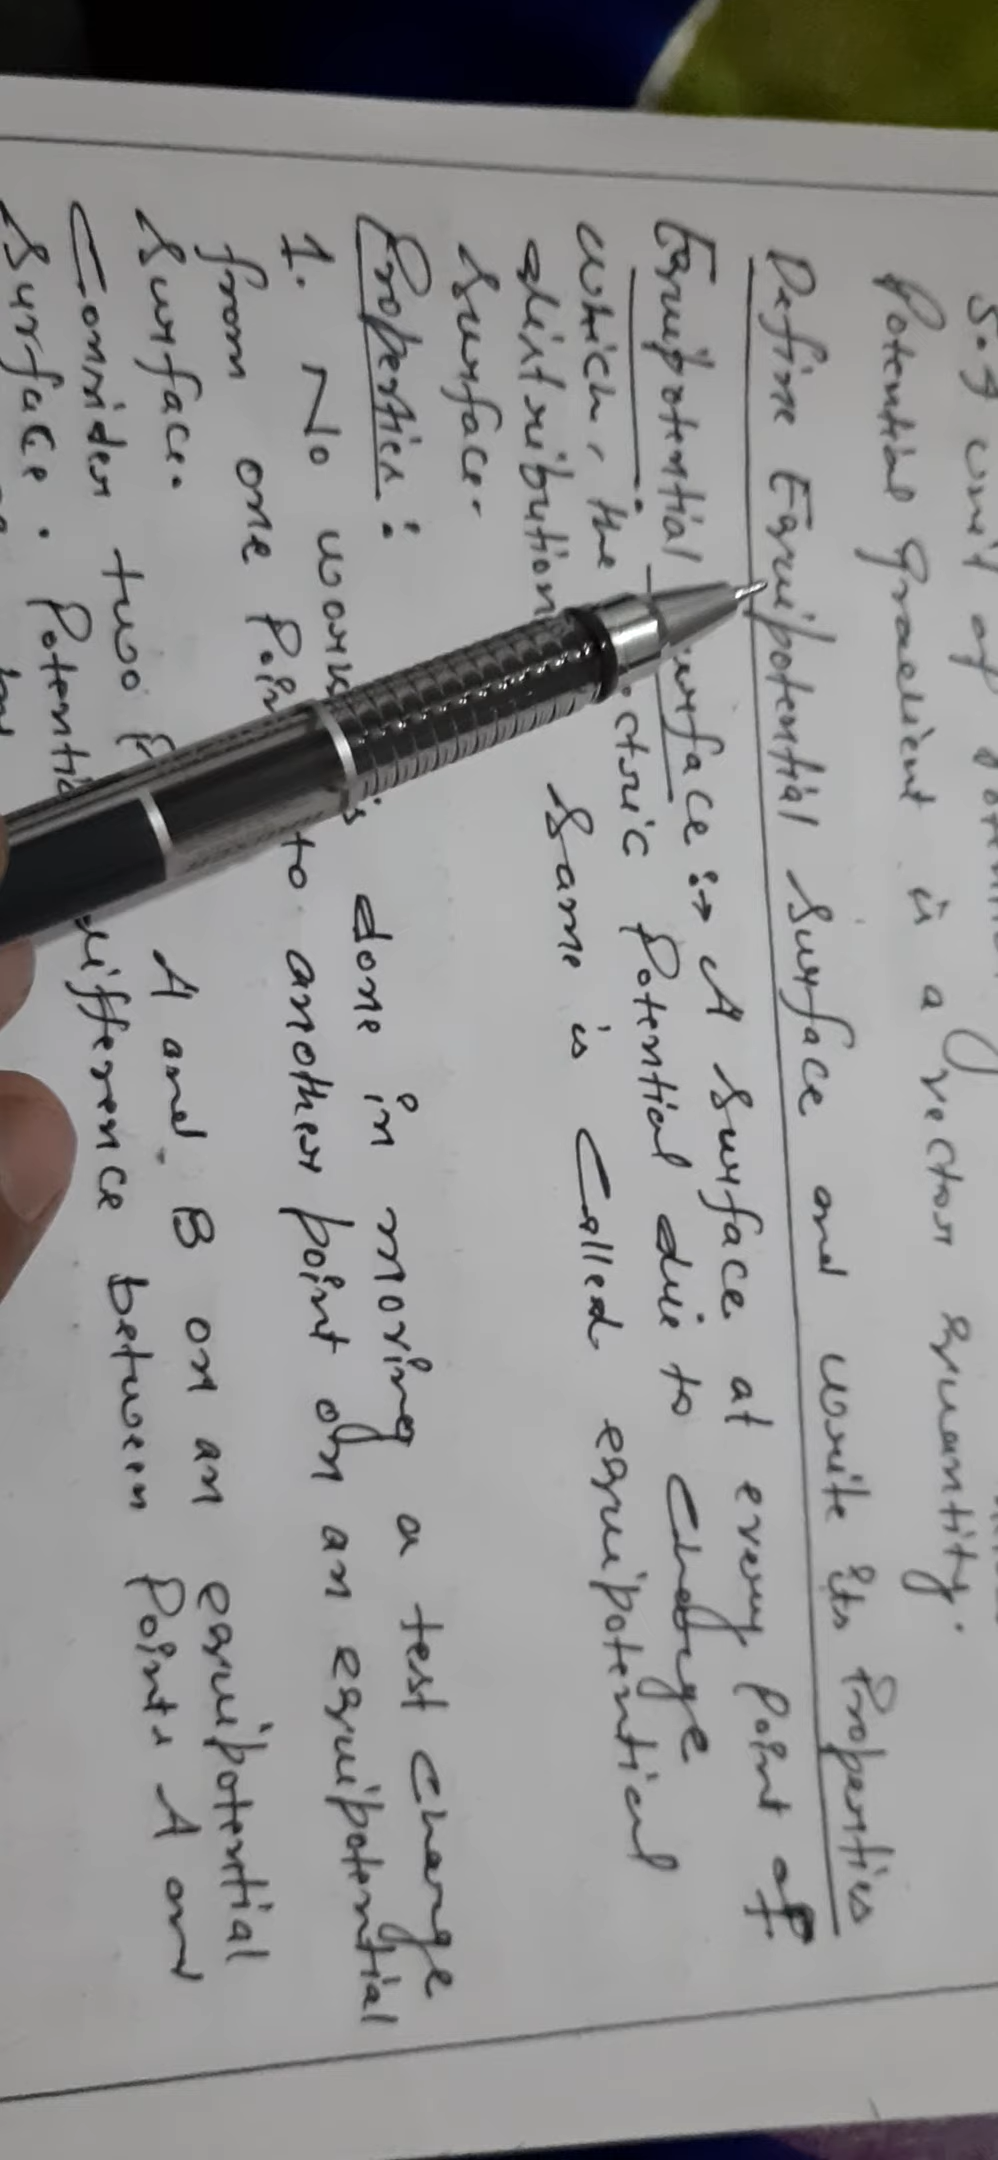 S.I unit of
Potential gradient is a vector quantity.
Define Equipotential Surface and write its Properties
Equipotential surface :→ A surface at every point of
which, the electric Potential due to charge
distribution same is called equipotential
surface.
Properties :
1. No work is done in moving a test charge
from one Point to another point on an equipotential
surface.
Consider two A and B on an equipotential
surface. Potential difference between Points A and